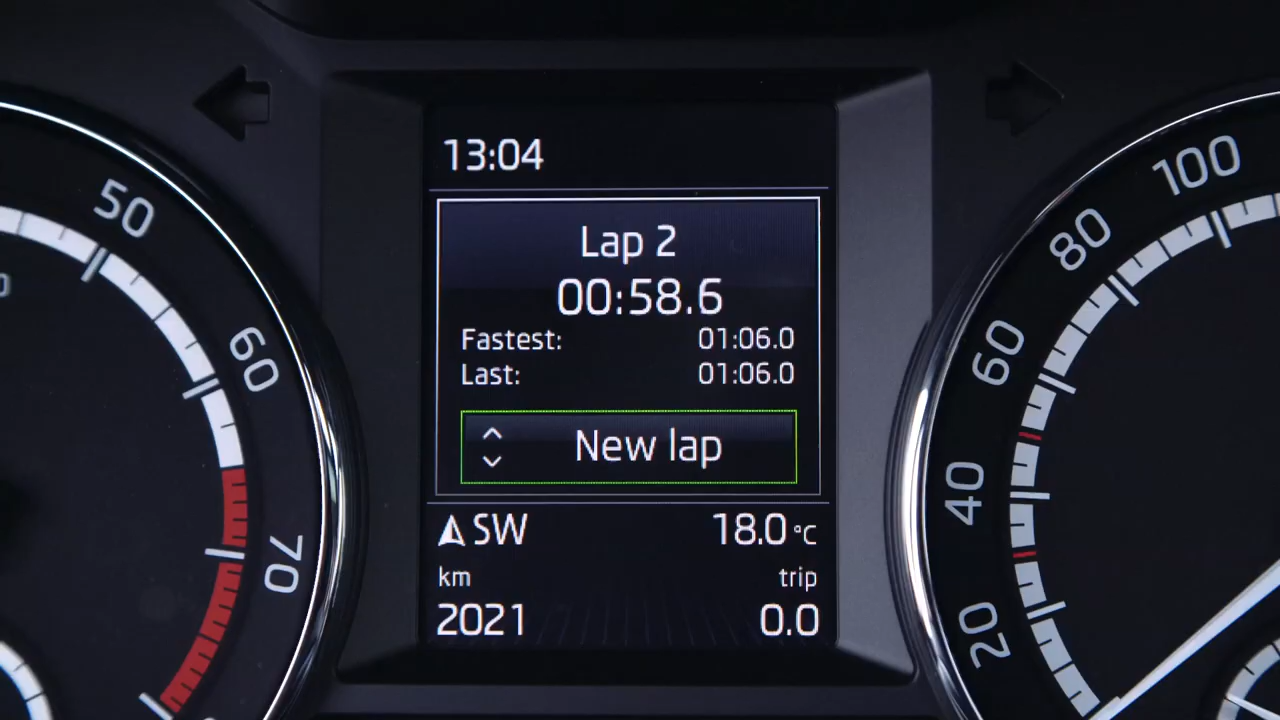 13:04
Lap 2
00:58.6
Fastest: 01:06.0
Last: 01:06.0
New lap
SW 18.0 °C
km trip
2021 0.0
50
60
70
100
80
60
40
20